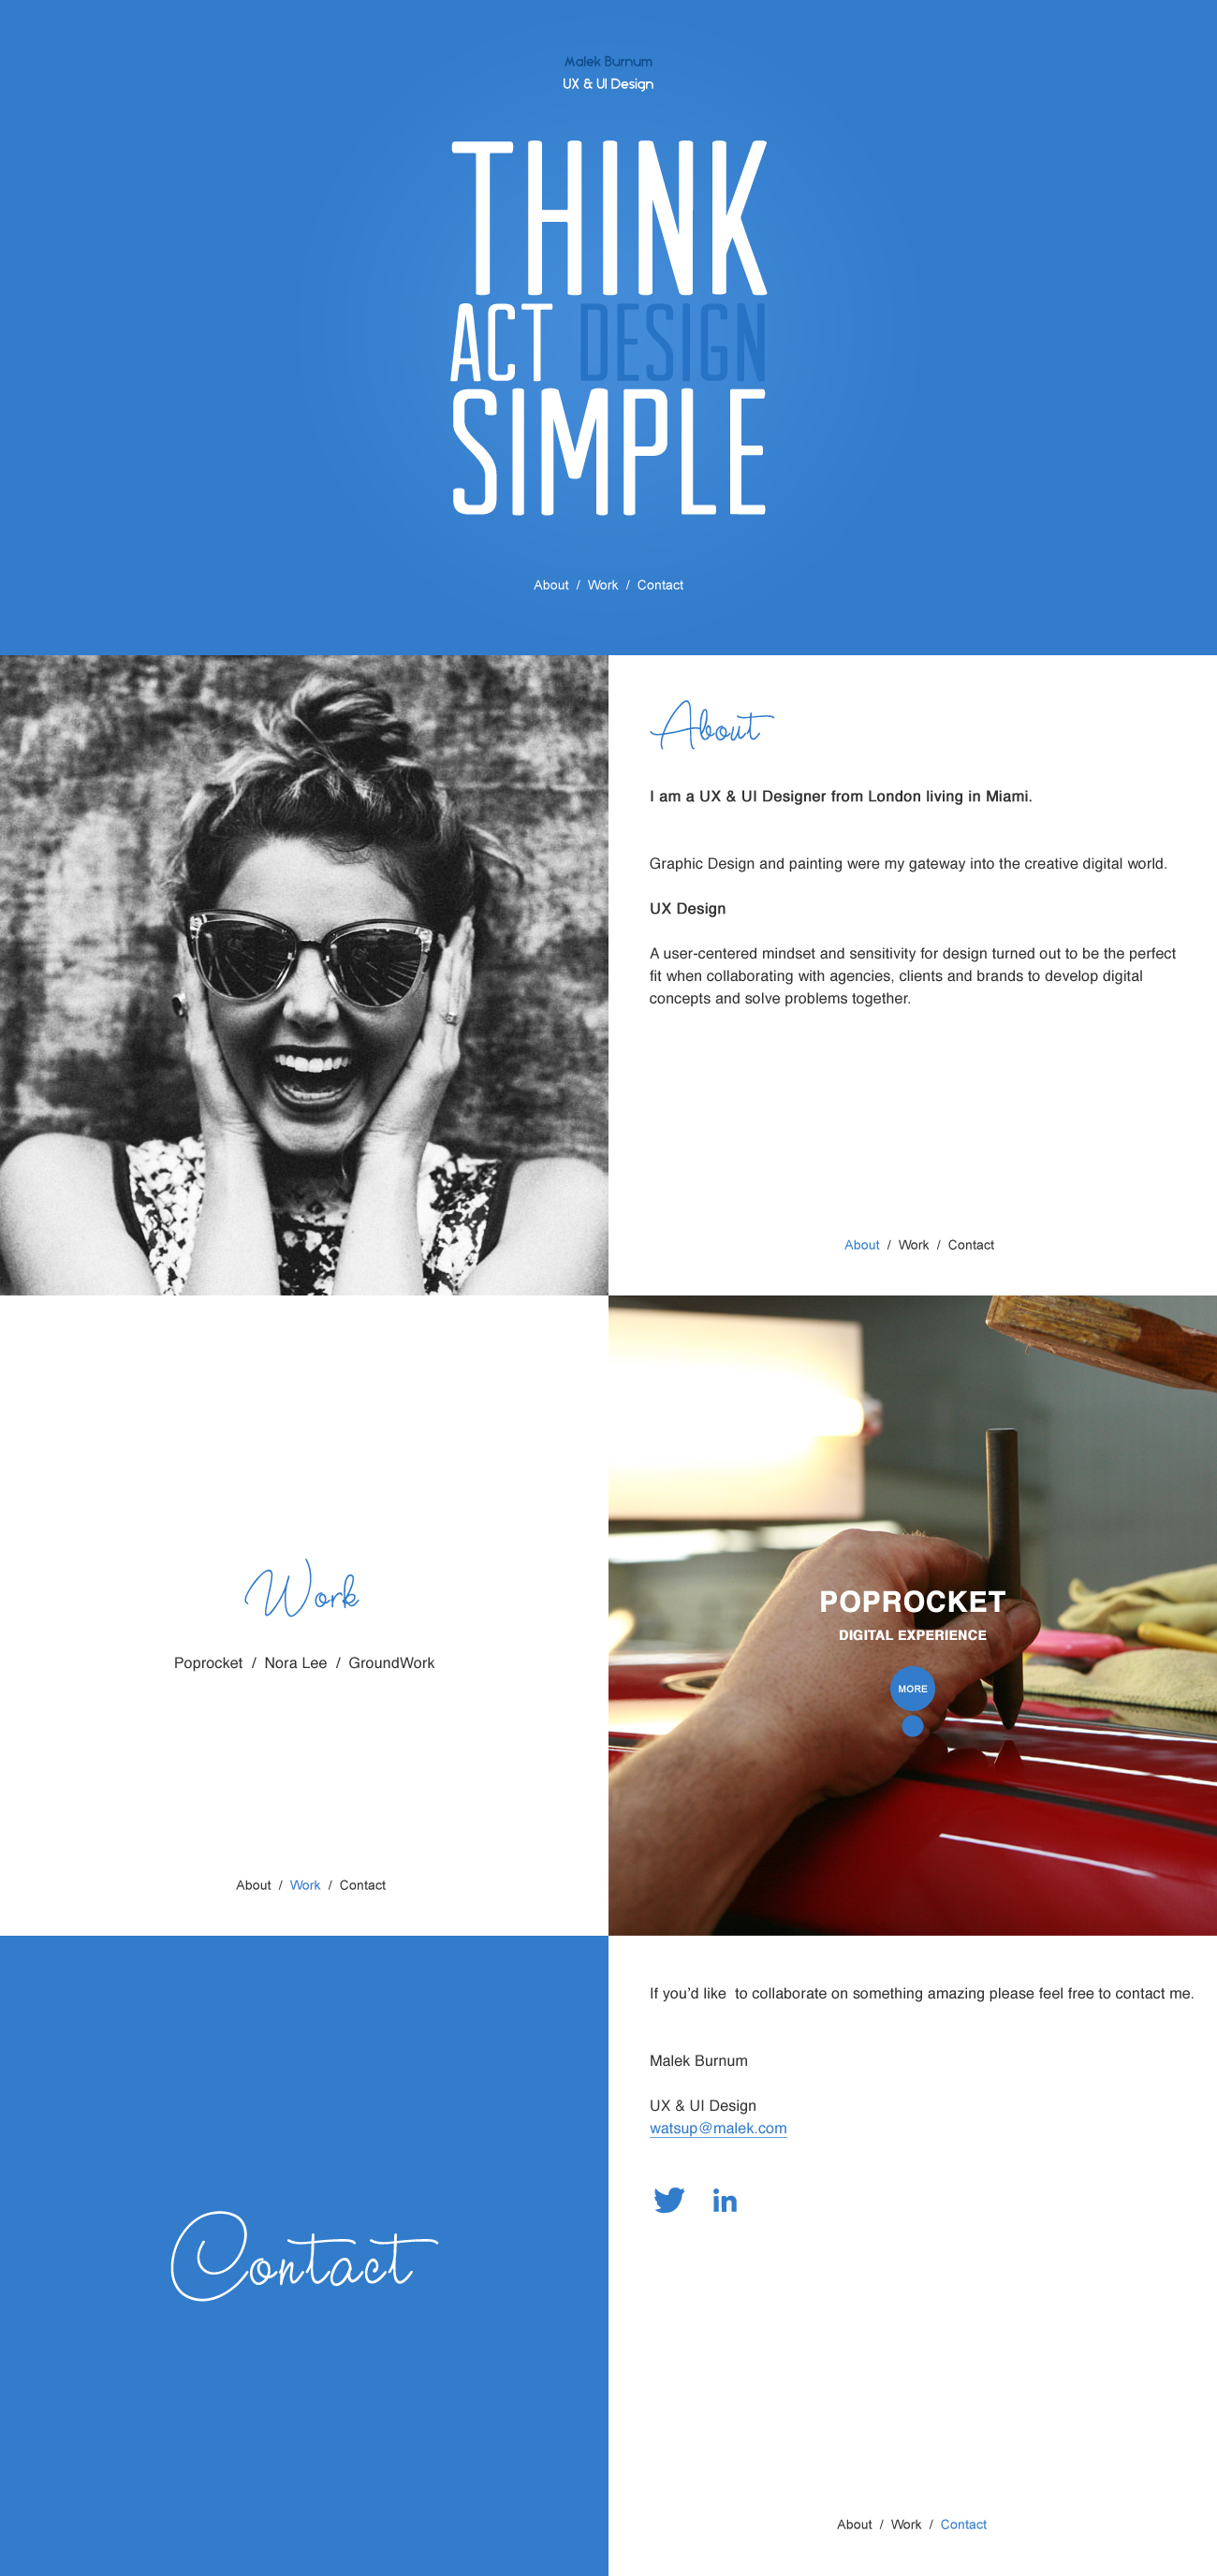 Malek Burnum
UX & UI Design
THINK
ACT DESIGN
SIMPLE
About / Work / Contact
About
I am a UX & UI Designer from London living in Miami.
Graphic Design and painting were my gateway into the creative digital world.
UX Design
A user-centered mindset and sensitivity for design turned out to be the perfect
fit when collaborating with agencies, clients and brands to develop digital
concepts and solve problems together.
About / Work / Contact
Work
Poprocket / Nora Lee / GroundWork
About / Work / Contact
POPROCKET
DIGITAL EXPERIENCE
MORE
Contact
If you’d like  to collaborate on something amazing please feel free to contact me.
Malek Burnum
UX & UI Design
watsup@malek.com
in
About / Work / Contact